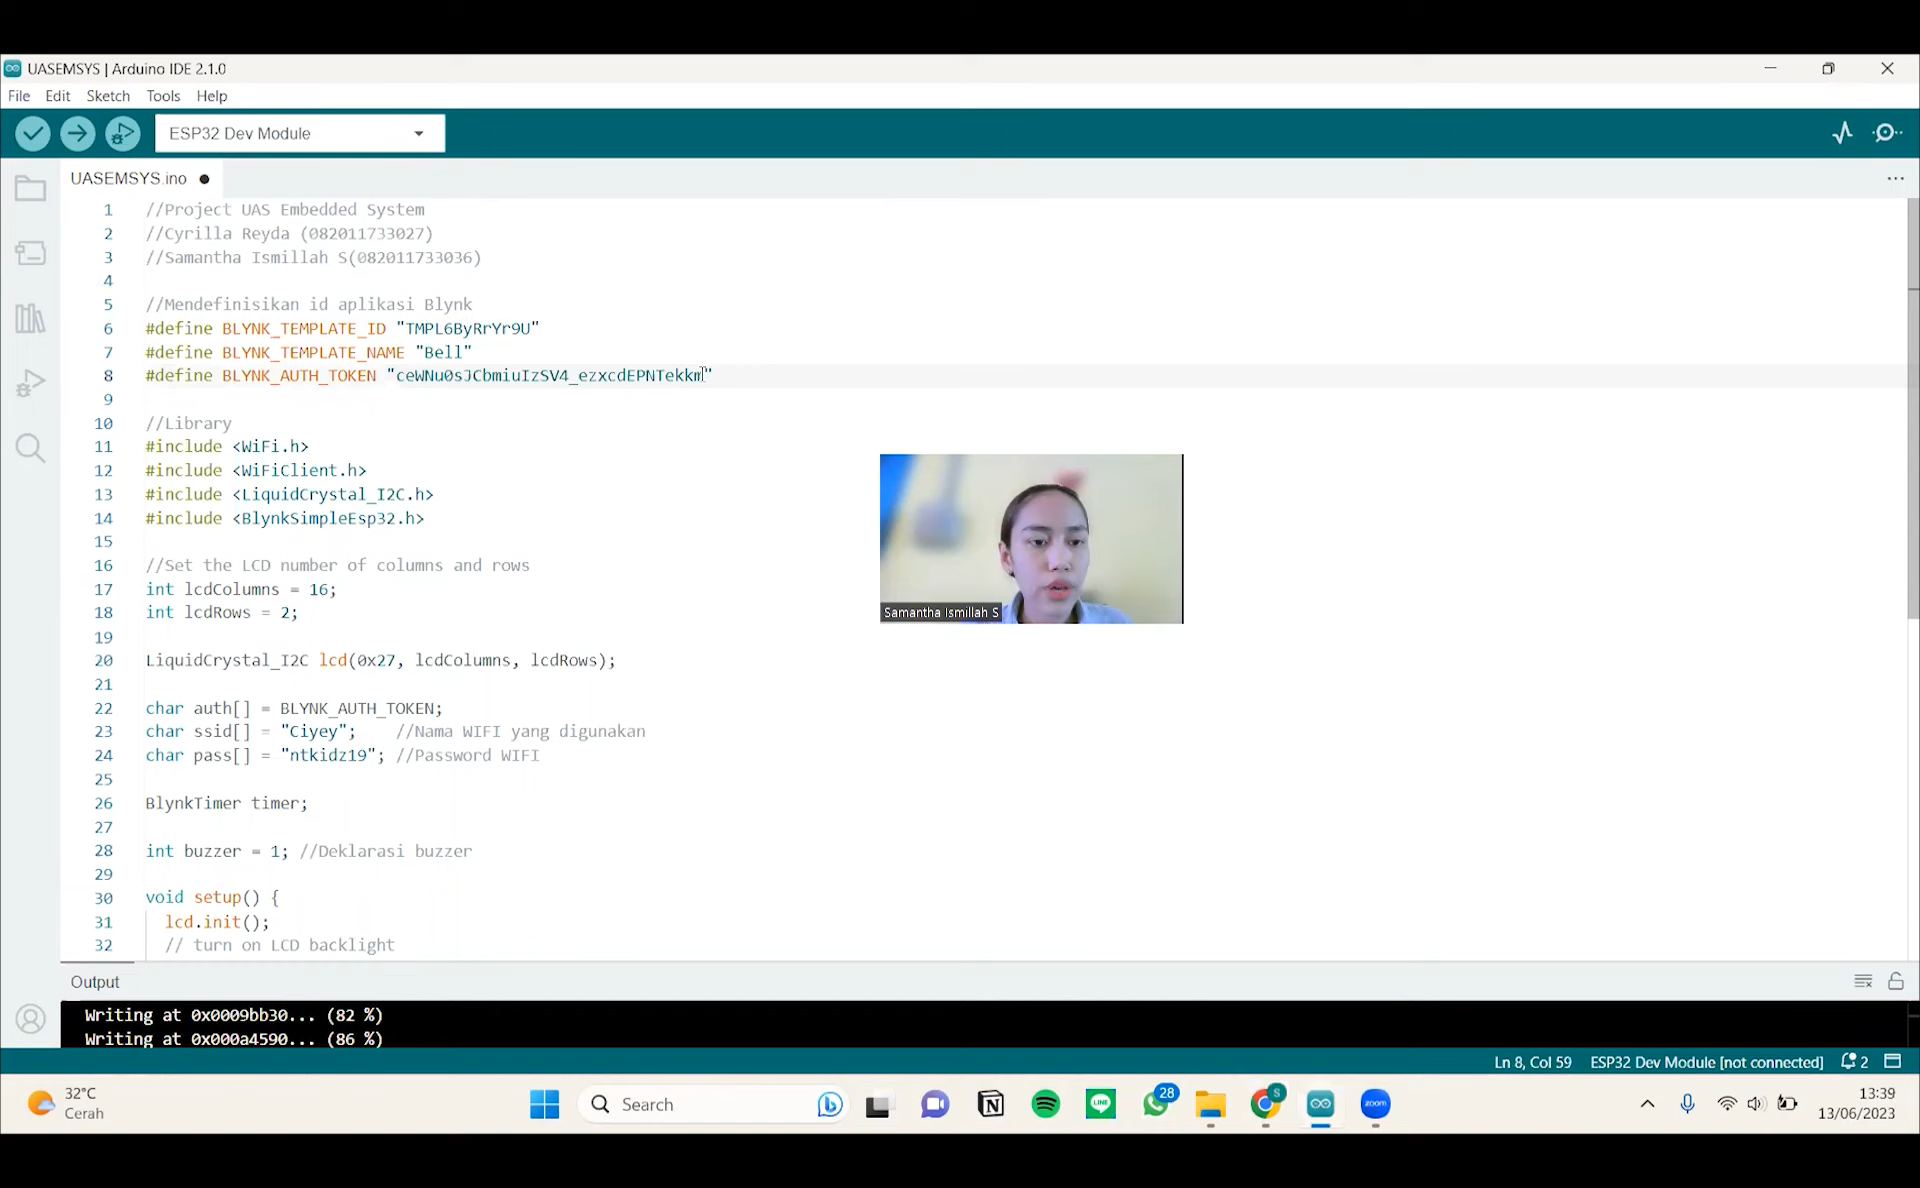 UASEMSYS | Arduino IDE 2.1.0
File Edit Sketch Tools Help
ESP32 Dev Module
UASEMSYS.ino
1 //Project UAS Embedded System
2 //Cyrilla Reyda (082011733027)
3 //Samantha Ismillah S(082011733036)
4
5 //Mendefinisikan id aplikasi Blynk
6 #define BLYNK_TEMPLATE_ID "TMPL6ByRrYr9U"
7 #define BLYNK_TEMPLATE_NAME "Bell"
8 #define BLYNK_AUTH_TOKEN "ceWNu0sJCbmiuIzSV4_ezxcdEPNTekkm"
9
10 //Library
11 #include <WiFi.h>
12 #include <WiFiClient.h>
13 #include <LiquidCrystal_I2C.h>
14 #include <BlynkSimpleEsp32.h>
15
16 //Set the LCD number of columns and rows
17 int lcdColumns = 16;
18 int lcdRows = 2;
19
20 LiquidCrystal_I2C lcd(0x27, lcdColumns, lcdRows);
21
22 char auth[] = BLYNK_AUTH_TOKEN;
23 char ssid[] = "Ciyey"; //Nama WIFI yang digunakan
24 char pass[] = "ntkidz19"; //Password WIFI
25
26 BlynkTimer timer;
27
28 int buzzer = 1; //Deklarasi buzzer
29
30 void setup() {
31 lcd.init();
32 // turn on LCD backlight
Samantha Ismillah S
Output
Writing at 0x0009bb30... (82 %)
Writing at 0x000a4590... (86 %)
Ln 8, Col 59 ESP32 Dev Module [not connected] 2
32°C
Cerah
Search
28
S
zoom
13:39
13/06/2023